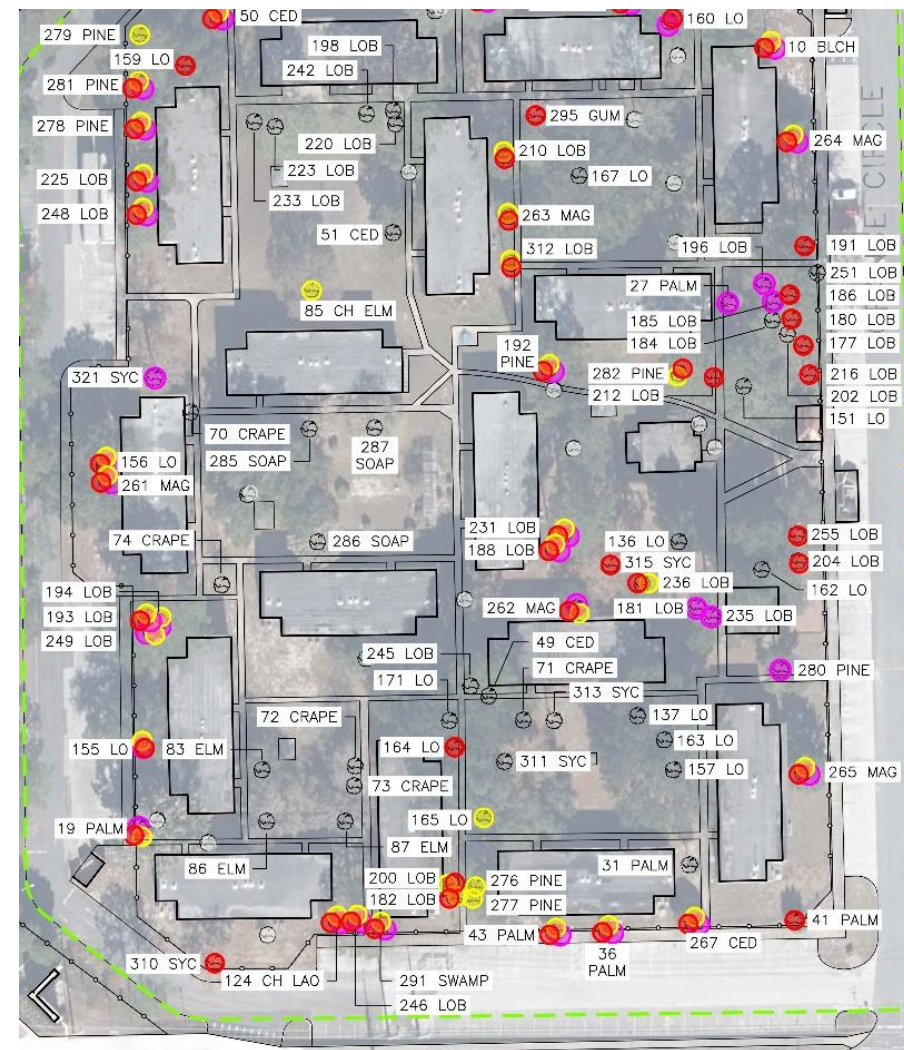 50 CED
160 LO
279 PINE
198 LOB
10 BLCH
159 LO
242 LOB
281 PINE
295 GUM
278 PINE
264 MAG
220 LOB
210 LOB
223 LOB
167 LO
225 LOB
233 LOB
248 LOB
263 MAG
51 CED
196 LOB
191 LOB
312 LOB
251 LOB
27 PALM
186 LOB
85 CH ELM
185 LOB
180 LOB
184 LOB
177 LOB
192
PINE
321 SYC
282 PINE
216 LOB
212 LOB
202 LOB
151 LO
70 CRAPE
287
SOAP
285 SOAP
156 LO
261 MAG
231 LOB
74 CRAPE
286 SOAP
136 LO
255 LOB
188 LOB
315 SYC
204 LOB
236 LOB
194 LOB
162 LO
193 LOB
262 MAG
181 LOB
235 LOB
249 LOB
49 CED
245 LOB
71 CRAPE
280 PINE
171 LO
313 SYC
72 CRAPE
137 LO
155 LO
83 ELM
164 LO
163 LO
311 SYC
157 LO
265 MAG
73 CRAPE
165 LO
19 PALM
86 ELM
87 ELM
31 PALM
200 LOB
276 PINE
182 LOB
277 PINE
41 PALM
43 PALM
267 CED
36
PALM
310 SYC
124 CH LAO
291 SWAMP
246 LOB
CIRCLE